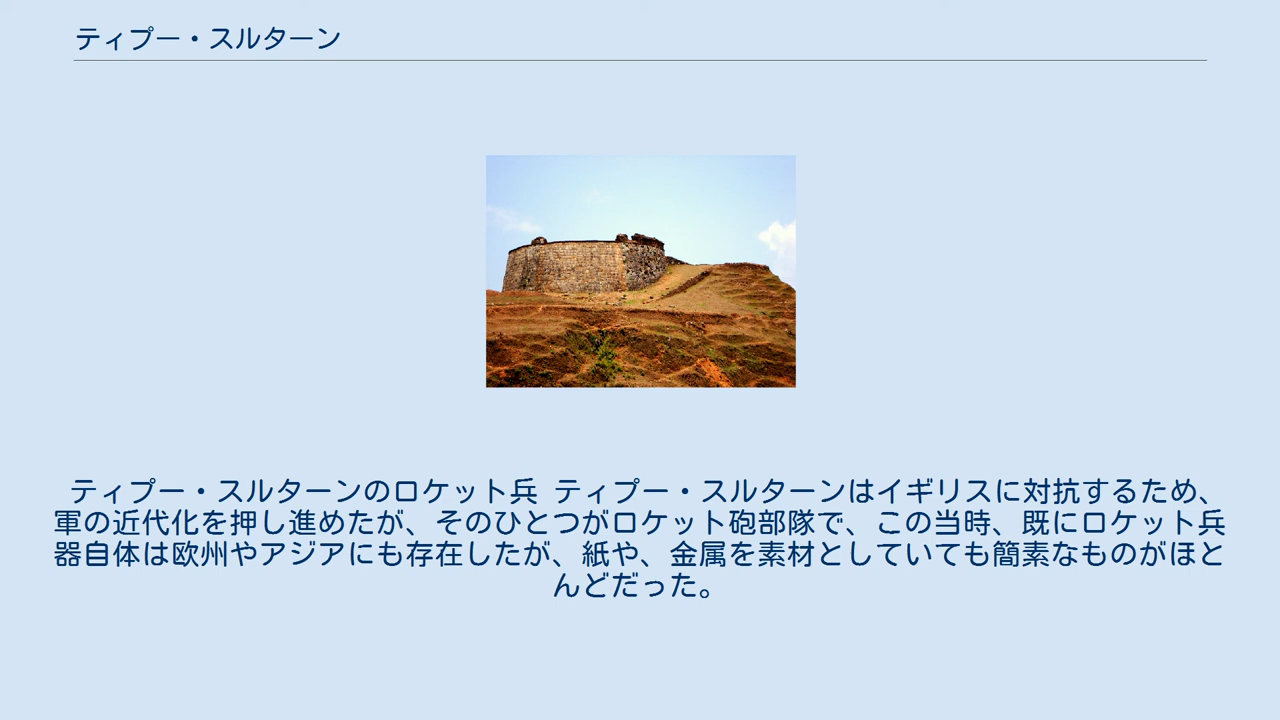 ティプー・スルターン
ティプー・スルターンのロケット兵 ティプー・スルターンはイギリスに対抗するため、
軍の近代化を押し進めたが、そのひとつがロケット砲部隊で、この当時、既にロケット兵
器自体は欧州やアジアにも存在したが、紙や、金属を素材としていても簡素なものがほと
んどだった。